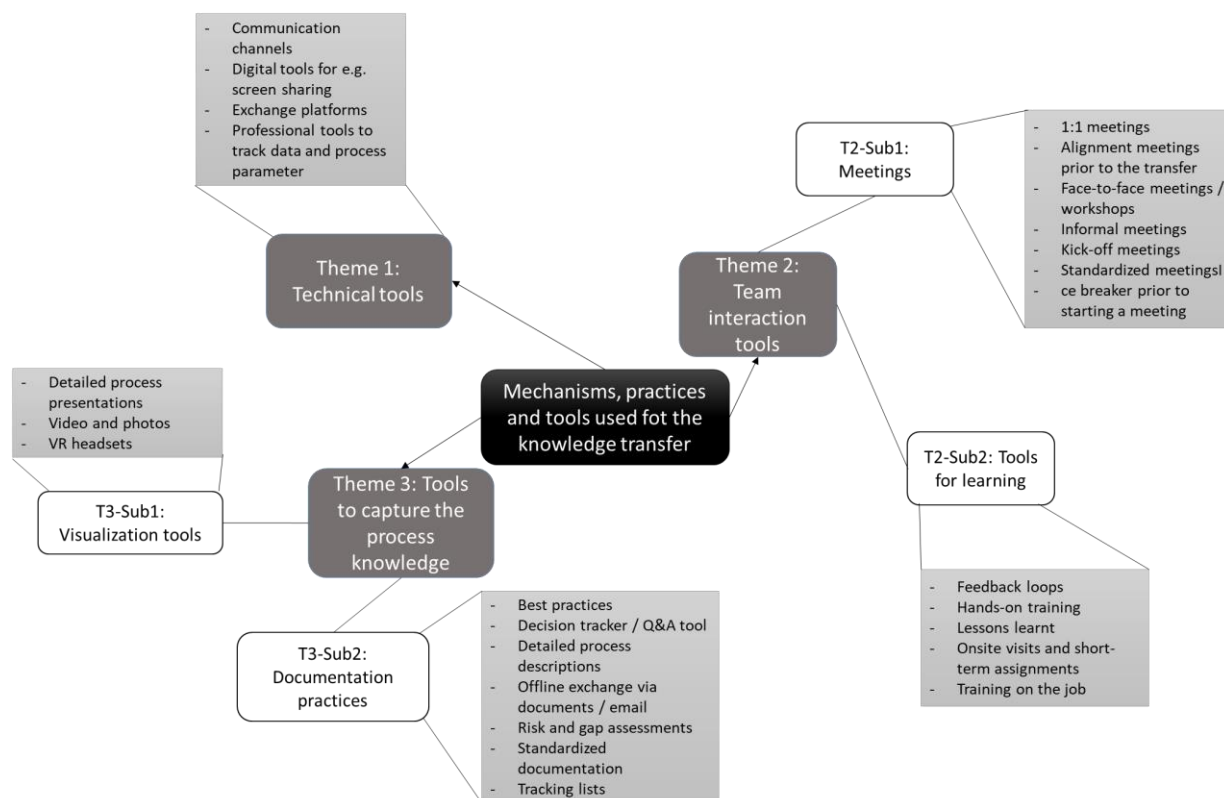 - Communication
channels
- Digital tools for e.g.
screen sharing
- Exchange platforms
- Professional tools to
track data and process
parameter
Theme 1:
Technical tools
T2-Sub1:
Meetings
- 1:1 meetings
- Alignment meetings
prior to the transfer
- Face-to-face meetings /
workshops
- Informal meetings
- Kick-off meetings
- Standardized meetingsI
- ce breaker prior to
starting a meeting
Theme 2:
Team
interaction
tools
Mechanisms, practices
and tools used fot the
knowledge transfer
- Detailed process
presentations
- Video and photos
- VR headsets
T3-Sub1:
Visualization tools
Theme 3: Tools
to capture the
process
knowledge
T2-Sub2: Tools
for learning
- Feedback loops
- Hands-on training
- Lessons learnt
- Onsite visits and short-
term assignments
- Training on the job
T3-Sub2:
Documentation
practices
- Best practices
- Decision tracker / Q&A tool
- Detailed process
descriptions
- Offline exchange via
documents / email
- Risk and gap assessments
- Standardized
documentation
- Tracking lists